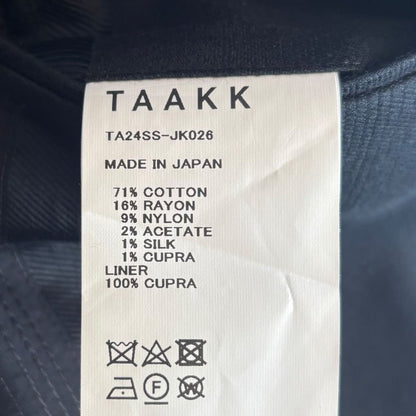 TAAKK
TA24SS-JK026
MADE IN JAPAN
71% COTTON
16% RAYON
9% NYLON
2% ACETATE
1% SILK
1% CUPRA
LINER
100% CUPRA
F W